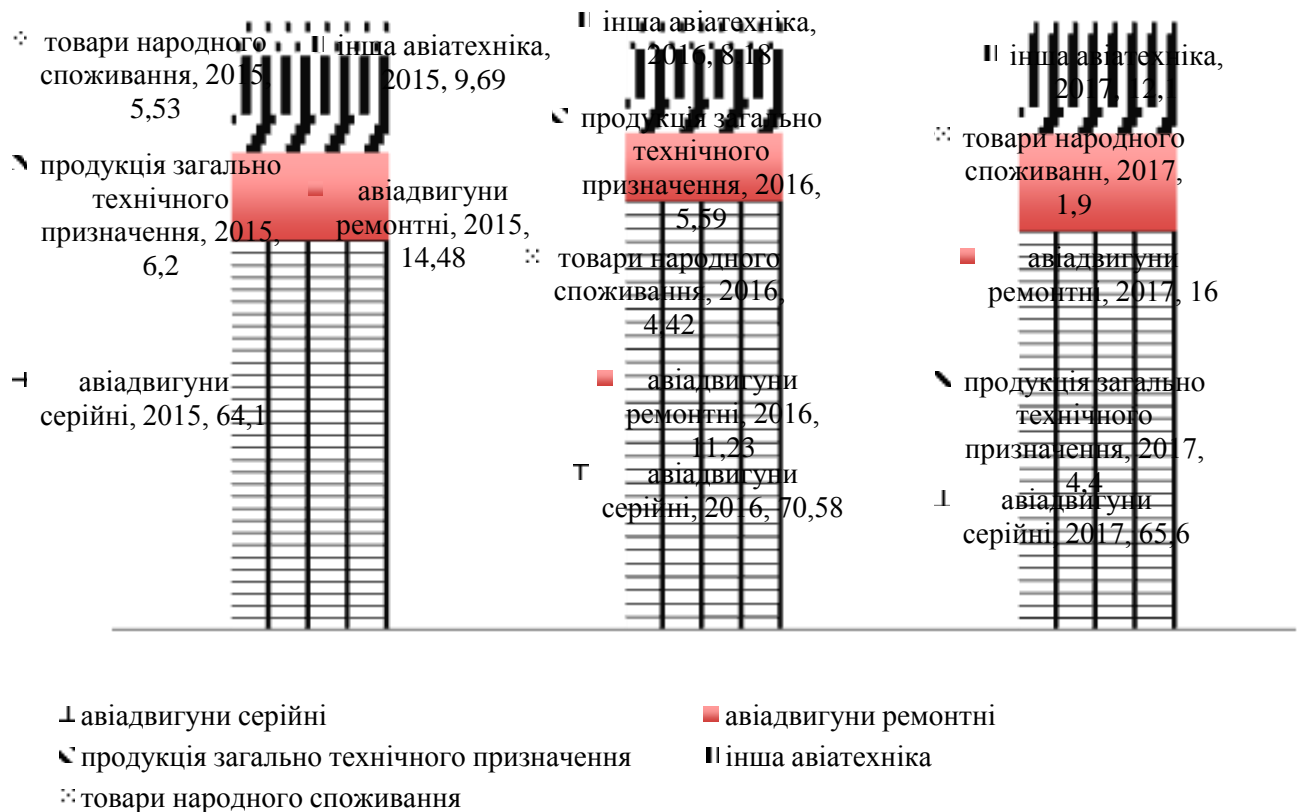 товари народного
споживання, 2015,
5,53
інша авіатехніка,
2015, 9,69
продукція загально
технічного
призначення, 2015,
6,2
авіадвигуни
ремонтні, 2015,
14,48
авіадвигуни
серійні, 2015, 64,1
інша авіатехніка,
2016, 8,18
продукція загально
технічного
призначення, 2016,
5,59
товари народного
споживання, 2016,
4,42
авіадвигуни
ремонтні, 2016,
11,23
авіадвигуни
серійні, 2016, 70,58
інша авіатехніка,
2017, 12,1
товари народного
споживанн, 2017,
1,9
авіадвигуни
ремонтні, 2017, 16
продукція загально
технічного
призначення, 2017,
4,4
авіадвигуни
серійні, 2017, 65,6
авіадвигуни серійні
авіадвигуни ремонтні
продукція загально технічного призначення
інша авіатехніка
товари народного споживання